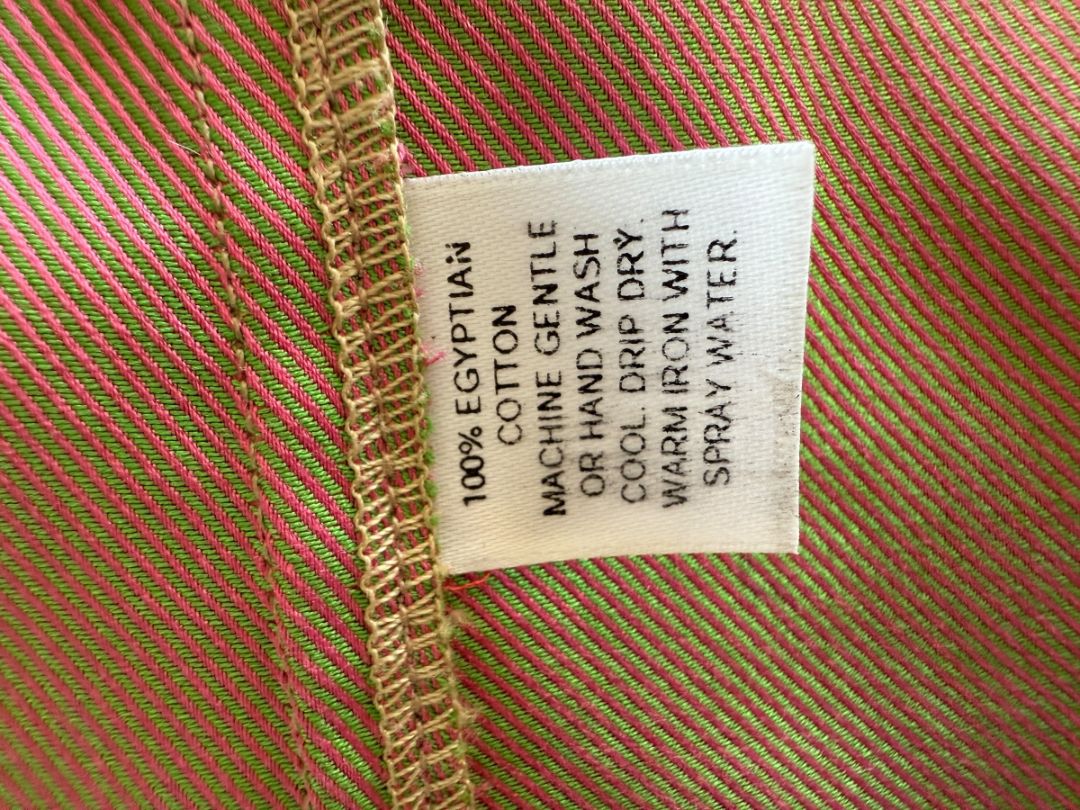 100% EGYPTIAN
COTTON
MACHINE GENTLE
OR HAND WASH
COOL. DRIP DRY.
WARM IRON WITH
SPRAY WATER.